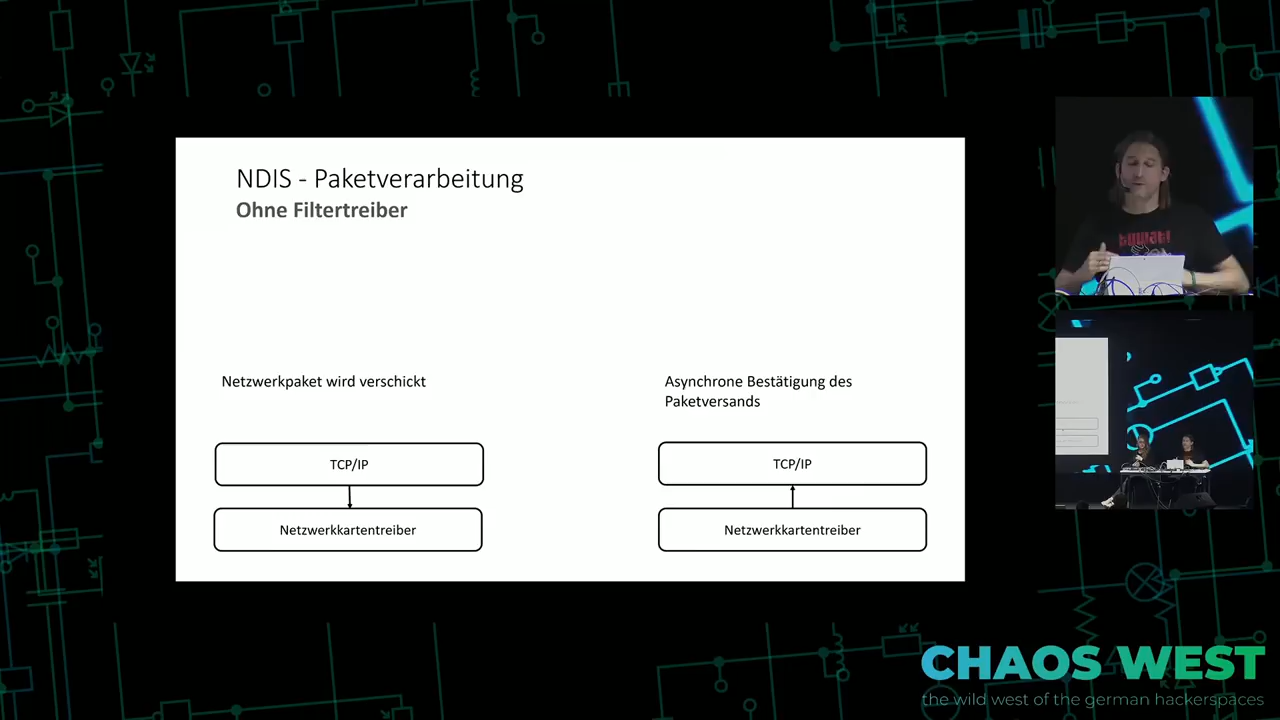 NDIS - Paketverarbeitung
Ohne Filtertreiber
Netzwerkpaket wird verschickt
Asynchrone Bestätigung des
Paketversands
TCP/IP
Netzwerkkartentreiber
TCP/IP
Netzwerkkartentreiber
CHAOS WEST
the wild west of the german hackerspaces